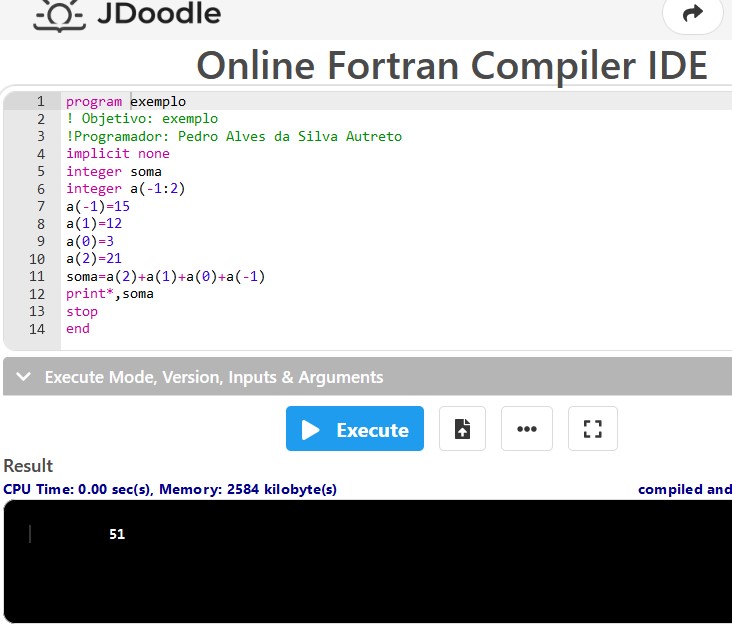 JDoodle
Online Fortran Compiler IDE
1 program exemplo
2 ! Objetivo: exemplo
3 !Programador: Pedro Alves da Silva Autreto
4 implicit none
5 integer soma
6 integer a(-1:2)
7 a(-1)=15
8 a(1)=12
9 a(0)=3
10 a(2)=21
11 soma=a(2)+a(1)+a(0)+a(-1)
12 print*,soma
13 stop
14 end
Execute Mode, Version, Inputs & Arguments
Execute
Result
CPU Time: 0.00 sec(s), Memory: 2584 kilobyte(s) compiled and
51